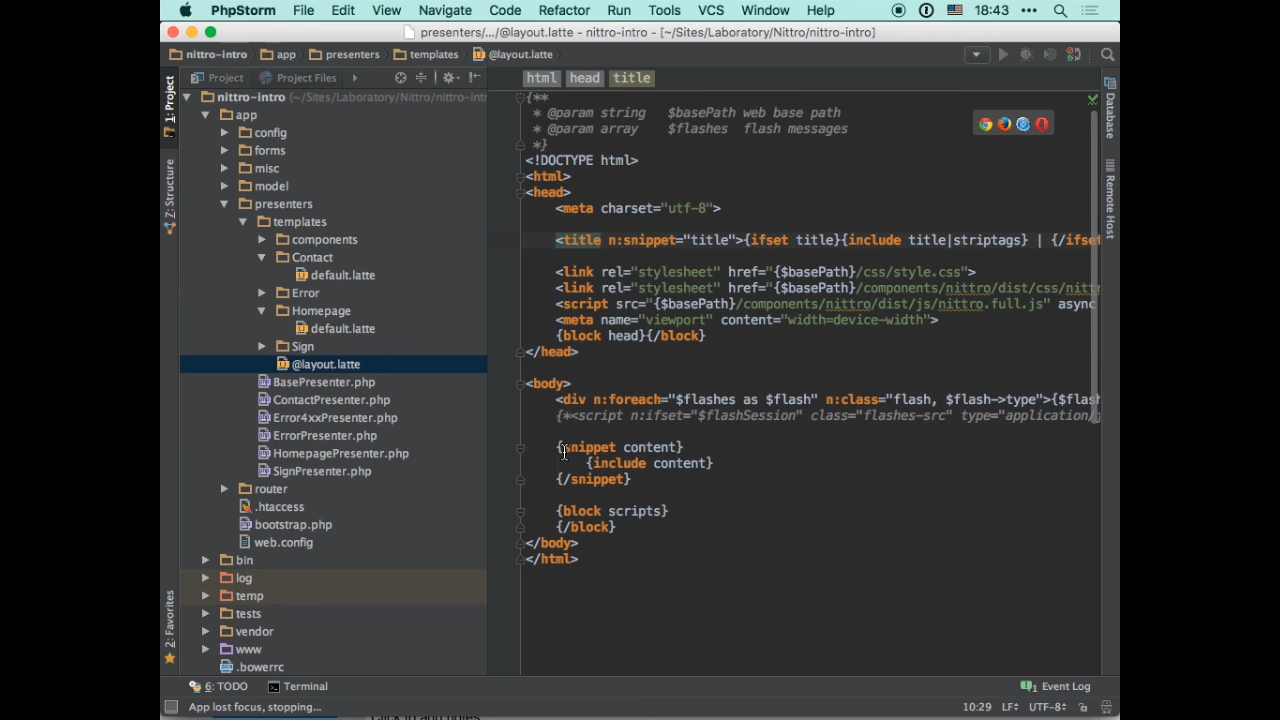 PhpStorm File Edit View Navigate Code Refactor Run Tools VCS Window Help 18:43
presenters/.../@layout.latte - nittro-intro - [~/Sites/Laboratory/Nittro/nittro-intro]
nittro-intro app presenters templates @layout.latte
Project Project Files
html head title
1: Project
7: Structure
2: Favorites
nittro-intro (~/Sites/Laboratory/Nittro/nittro-intr
app
config
forms
misc
model
presenters
templates
components
Contact
default.latte
Error
Homepage
default.latte
Sign
@layout.latte
BasePresenter.php
ContactPresenter.php
Error4xxPresenter.php
ErrorPresenter.php
HomepagePresenter.php
SignPresenter.php
router
.htaccess
bootstrap.php
web.config
bin
log
temp
tests
vendor
www
.bowerrc
{**
* @param string $basePath web base path
* @param array $flashes flash messages
*}
<!DOCTYPE html>
<html>
<head>
<meta charset="utf-8">
<title n:snippet="title">{ifset title}{include title|striptags} | {/ifset
<link rel="stylesheet" href="{$basePath}/css/style.css">
<link rel="stylesheet" href="{$basePath}/components/nittro/dist/css/nittr
<script src="{$basePath}/components/nittro/dist/js/nittro.full.js" async
<meta name="viewport" content="width=device-width">
{block head}{/block}
</head>
<body>
<div n:foreach="$flashes as $flash" n:class="flash, $flash->type">{$flash
{*<script n:ifset="$flashSession" class="flashes-src" type="application/
{snippet content}
{include content}
{/snippet}
{block scripts}
{/block}
</body>
</html>
Database
Remote Host
6: TODO Terminal 1 Event Log
App lost focus, stopping... 10:29 LF UTF-8
Click to add notes